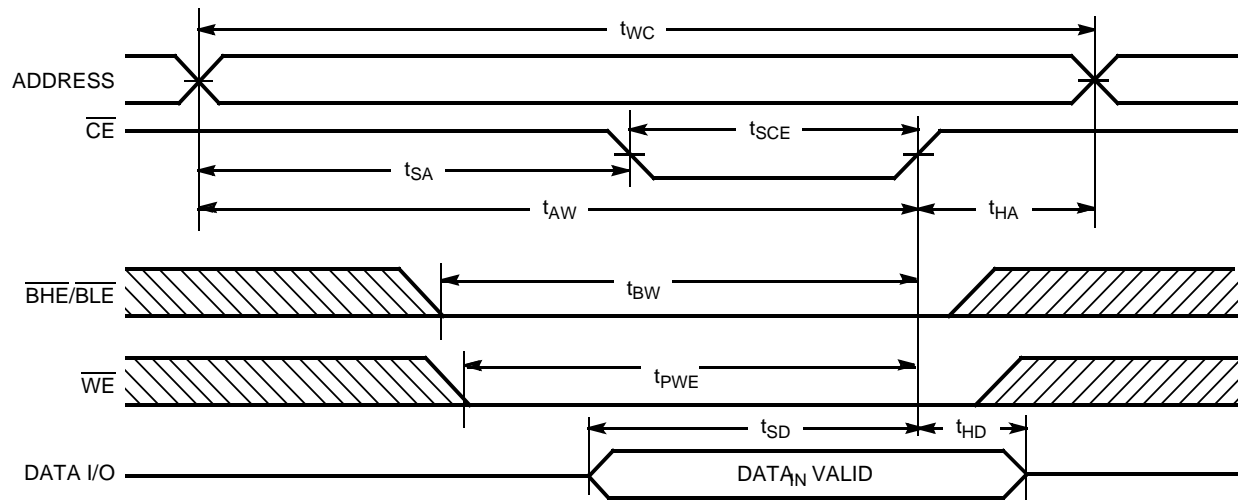 tWC
ADDRESS
CE
tSCE
tSA
tAW
tHA
BHE/BLE
tBW
WE
tPWE
tSD
tHD
DATA I/O
DATAIN VALID